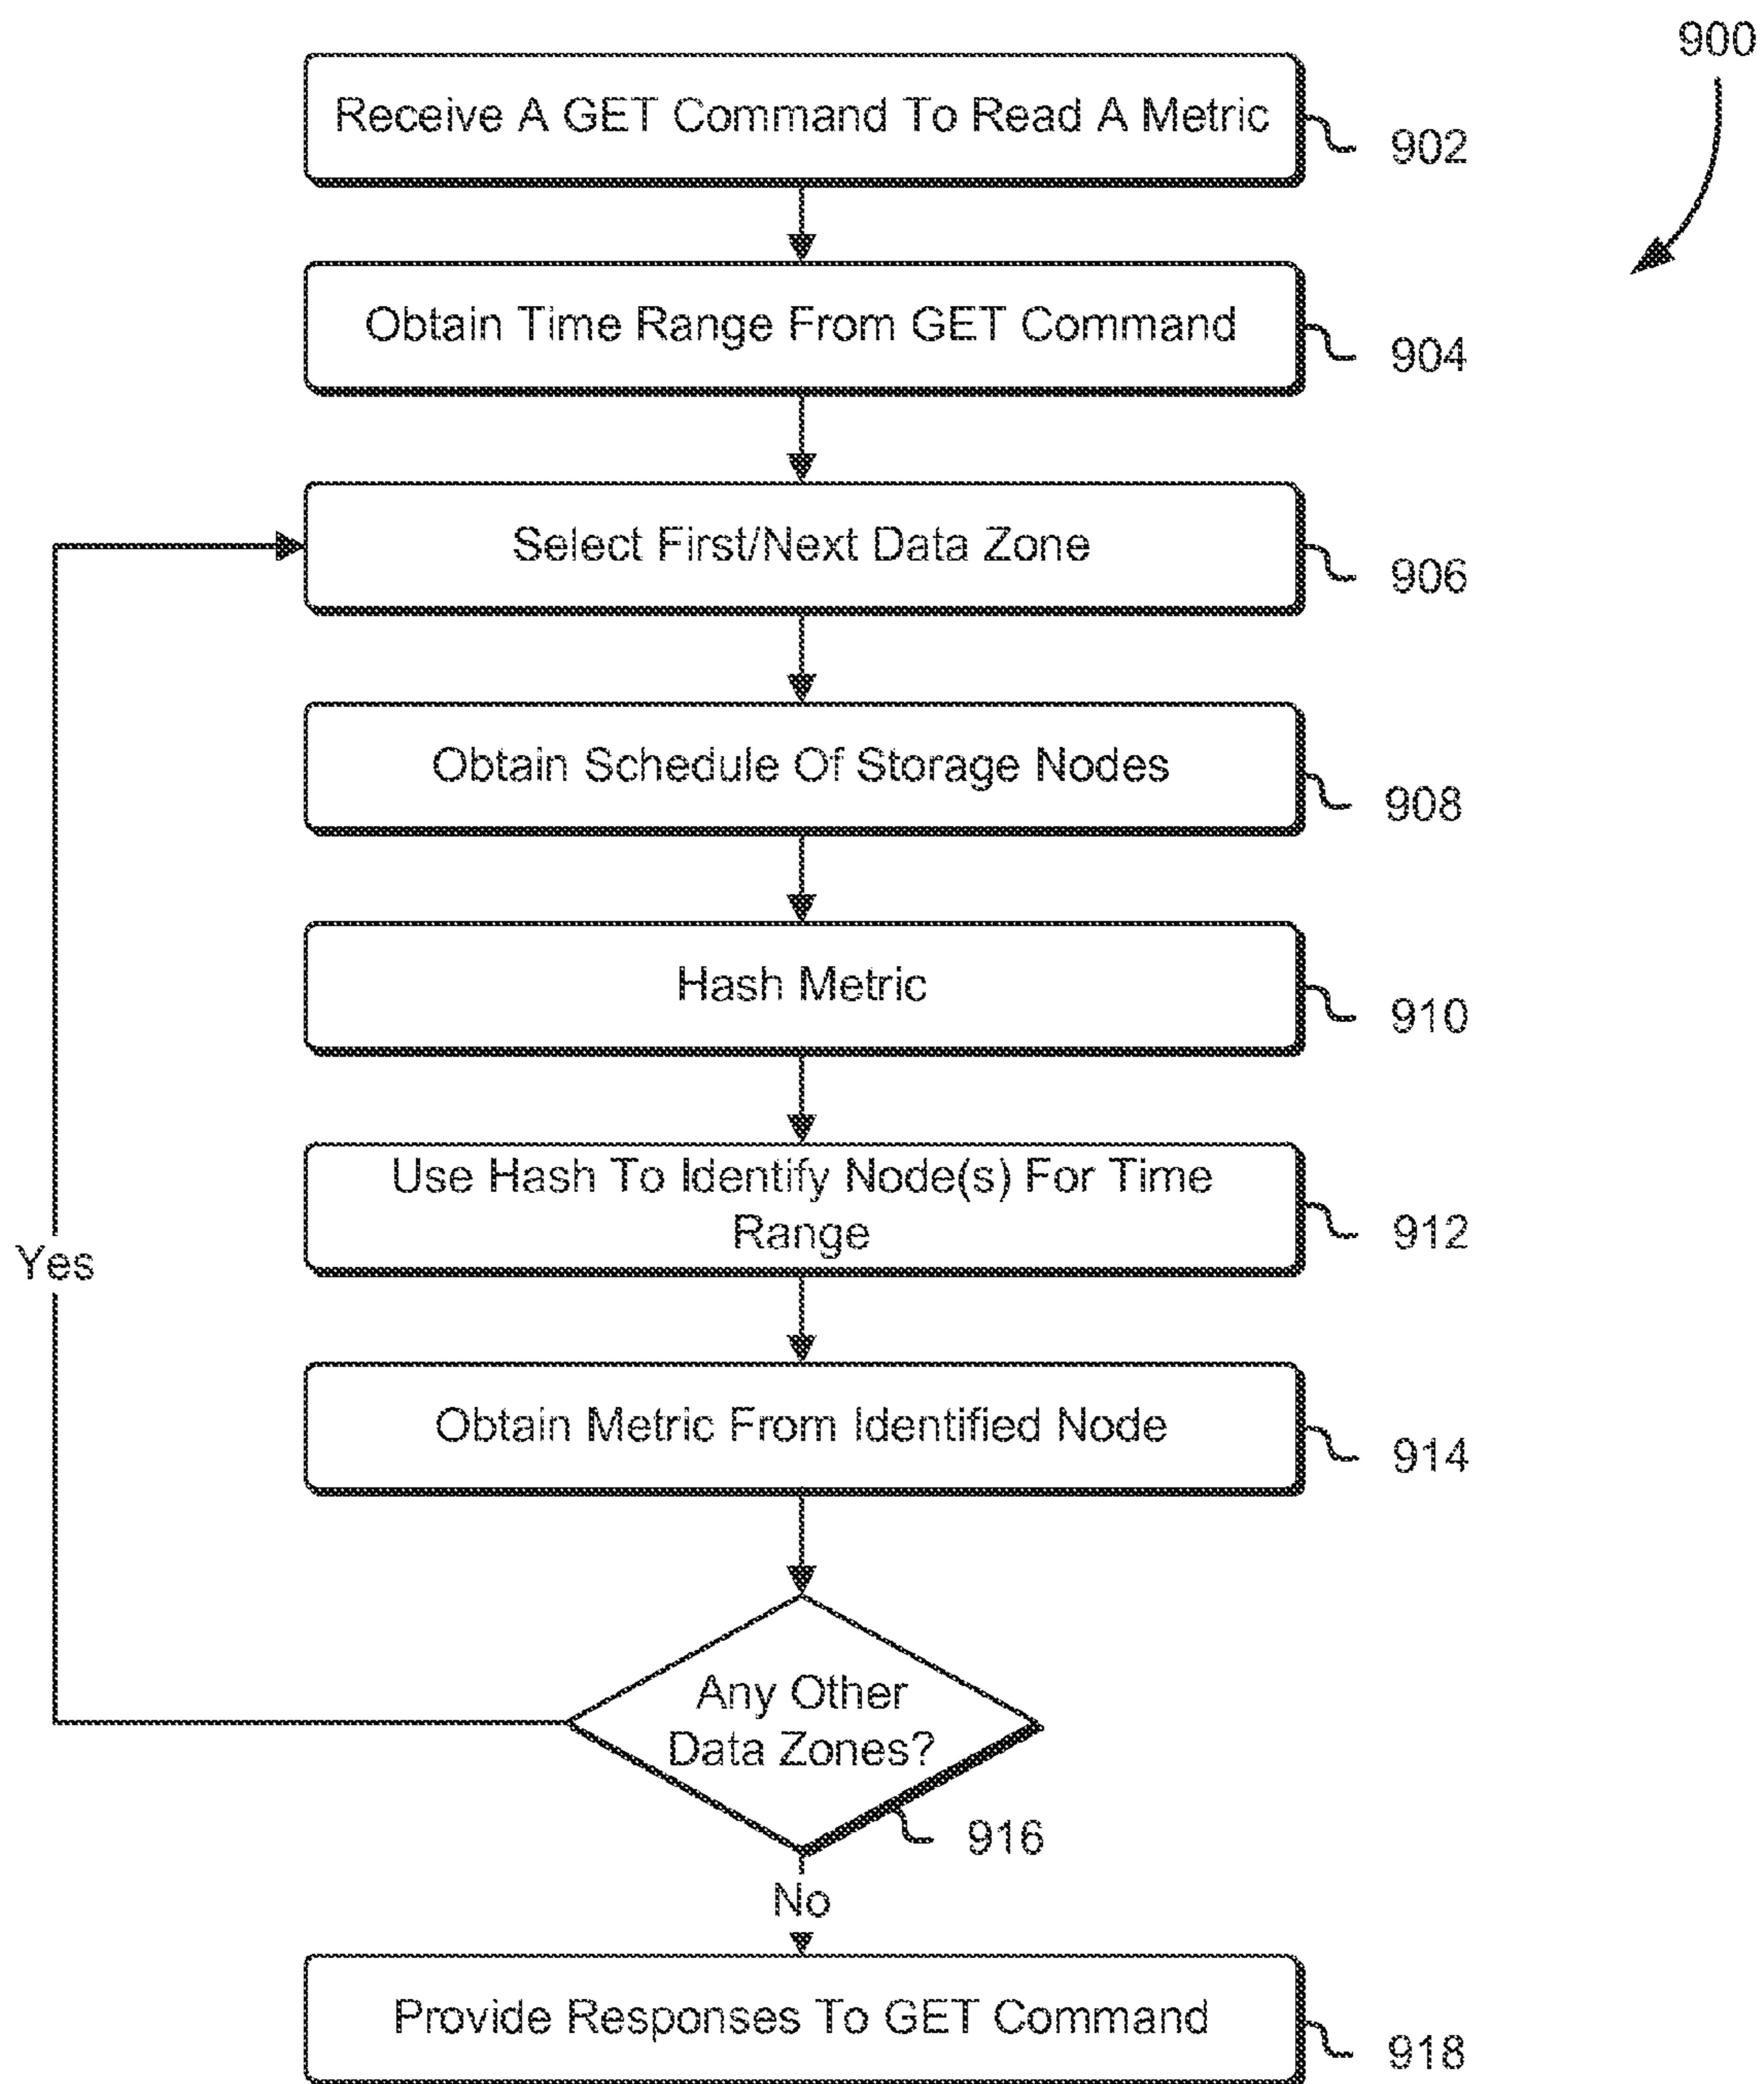 900
Receive A GET Command To Read A Metric
902
Obtain Time Range From GET Command
904
Select First/Next Data Zone
906
Obtain Schedule Of Storage Nodes
908
Hash Metric
910
Use Hash To Identify Node(s) For Time
Range
912
Yes
Obtain Metric From Identified Node
914
Any Other
Data Zones?
916
No
Provide Responses To GET Command
918